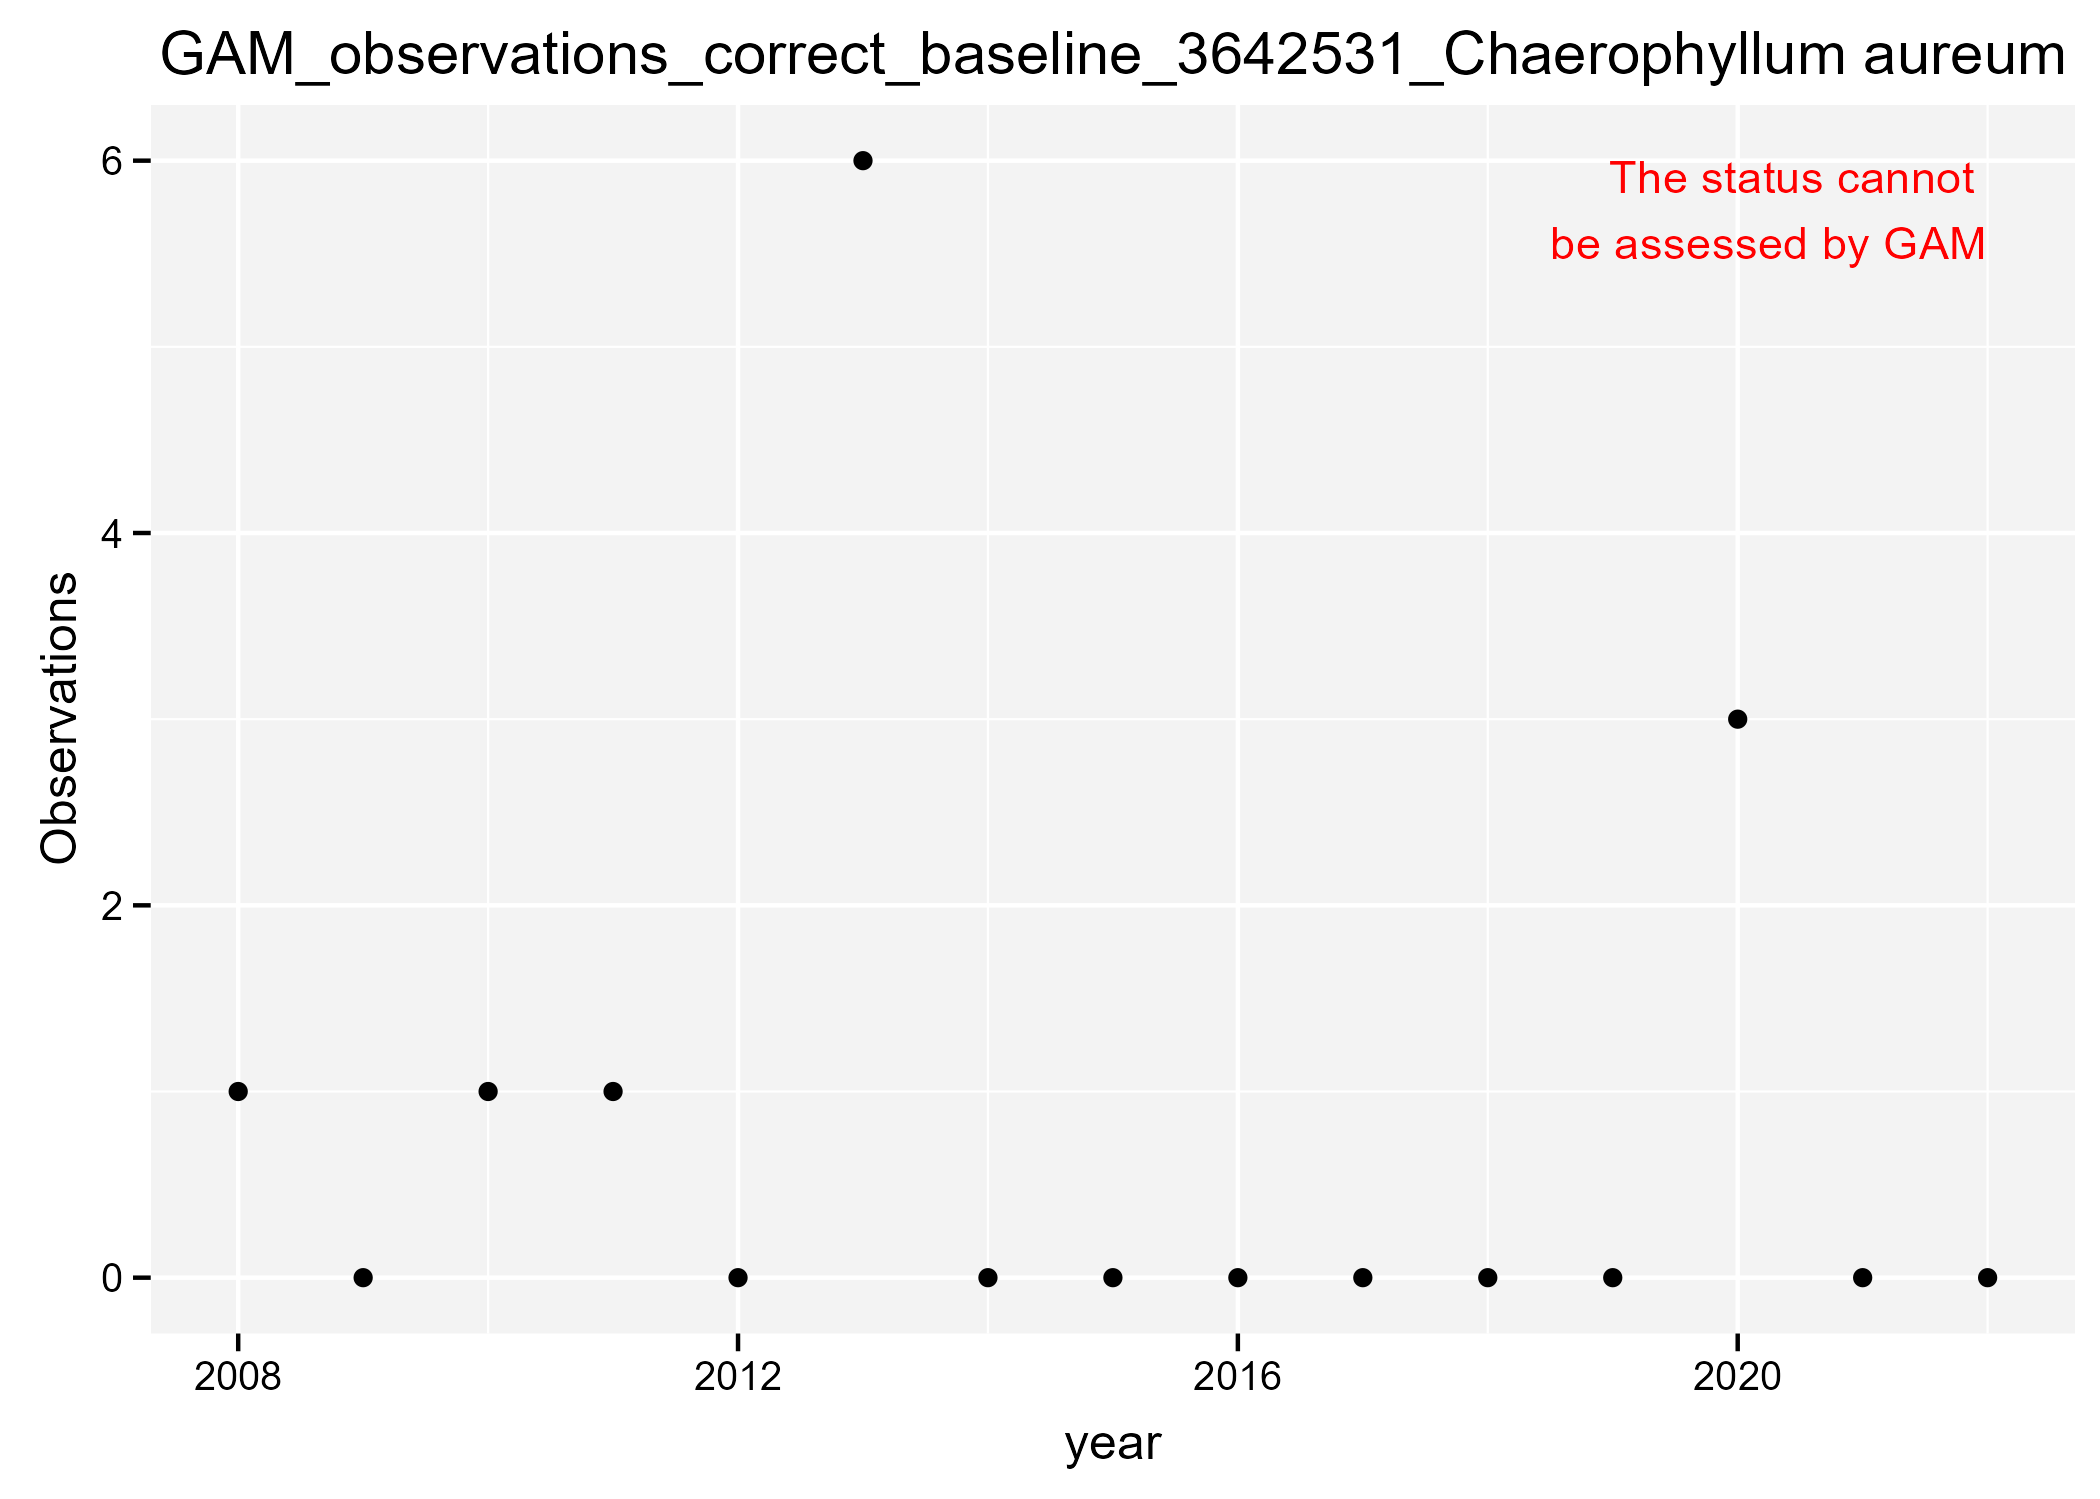 GAM_observations_correct_baseline_3642531_Chaerophyllum aureum
The status cannot
be assessed by GAM
Observations
6
4
2
0
2008 2012 2016 2020
year